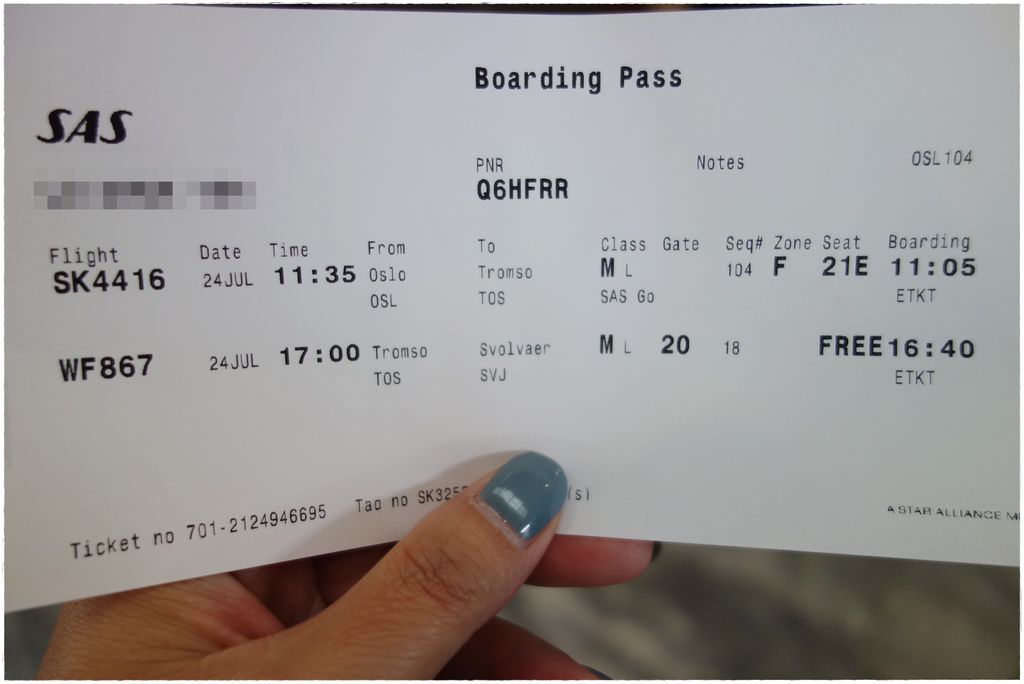 Boarding Pass
SAS
PNR Notes OSL104
Q6HFRR
Flight Date Time From To Class Gate Seq# Zone Seat Boarding
SK4416 24JUL 11:35 Oslo Tromso M L 104 F 21E 11:05
OSL TOS SAS Go ETKT
WF867 24JUL 17:00 Tromso Svolvaer M L 20 18 FREE 16:40
TOS SVJ ETKT
Ticket no 701-2124946695 Tag no (s)
A STAR ALLIANCE